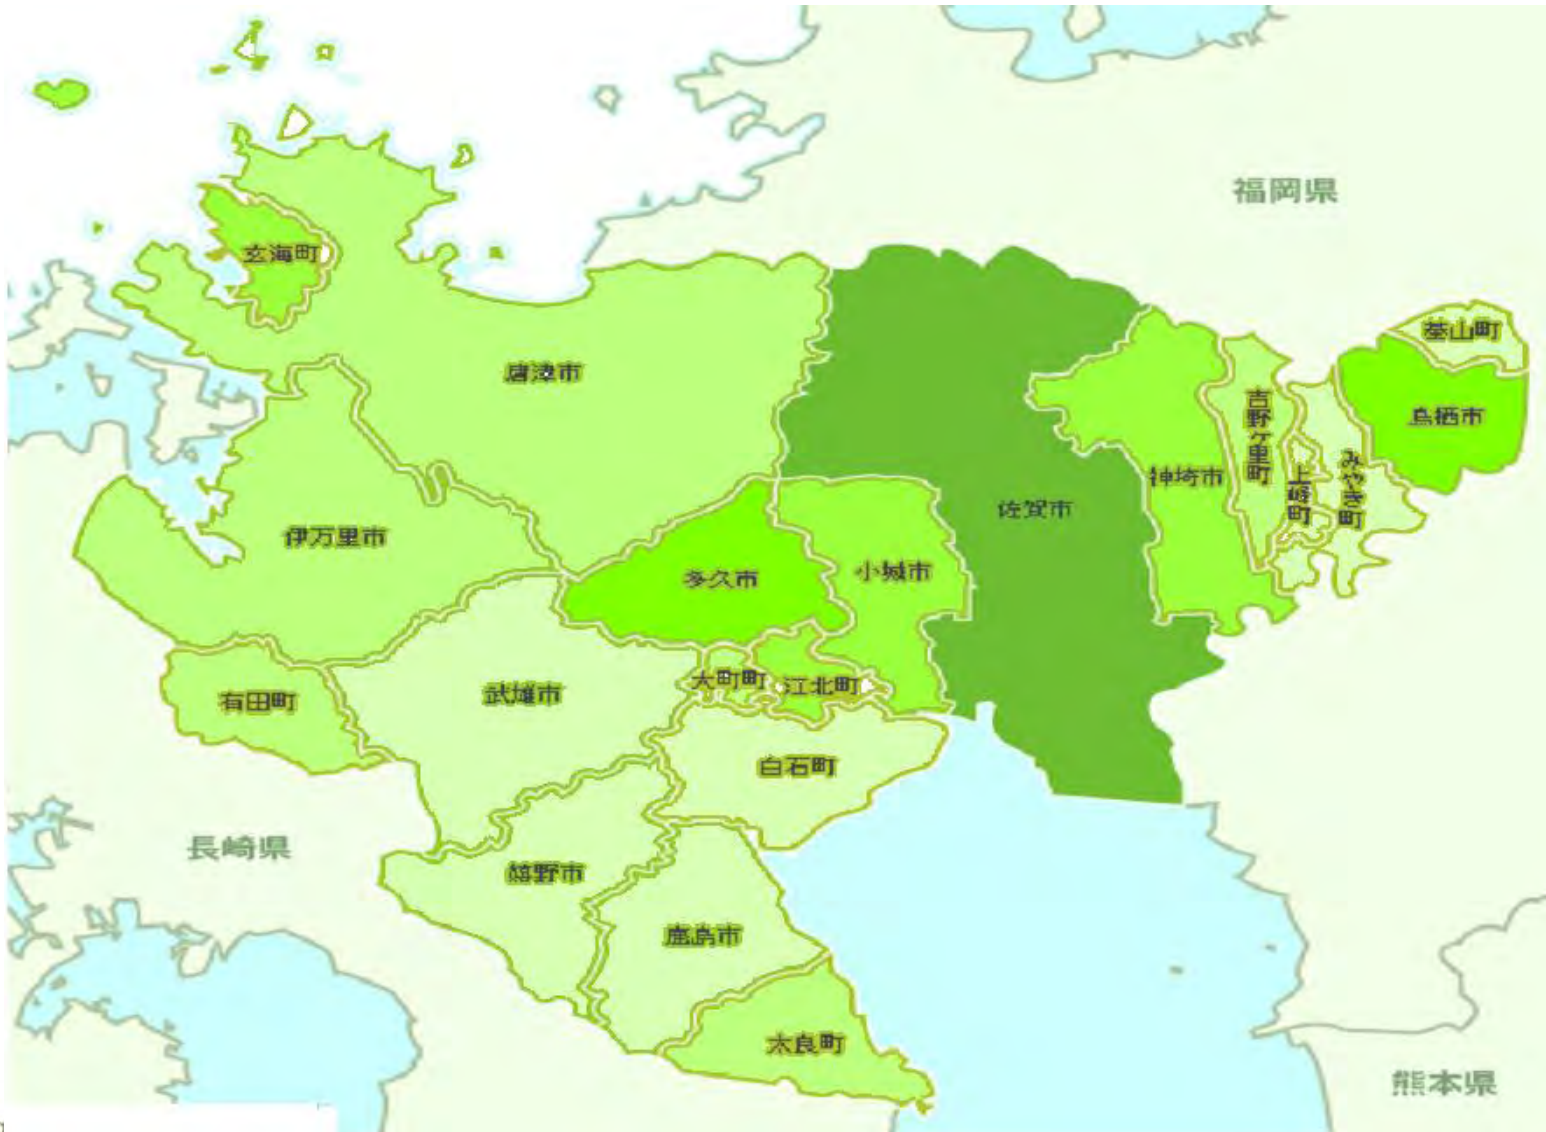 福岡県
玄海町
基山町
唐津市
鳥栖市
吉野ヶ里町
神埼市
上峰町
みやき町
佐賀市
伊万里市
小城市
多久市
大町町
江北町
武雄市
有田町
白石町
長崎県
嬉野市
鹿島市
太良町
熊本県